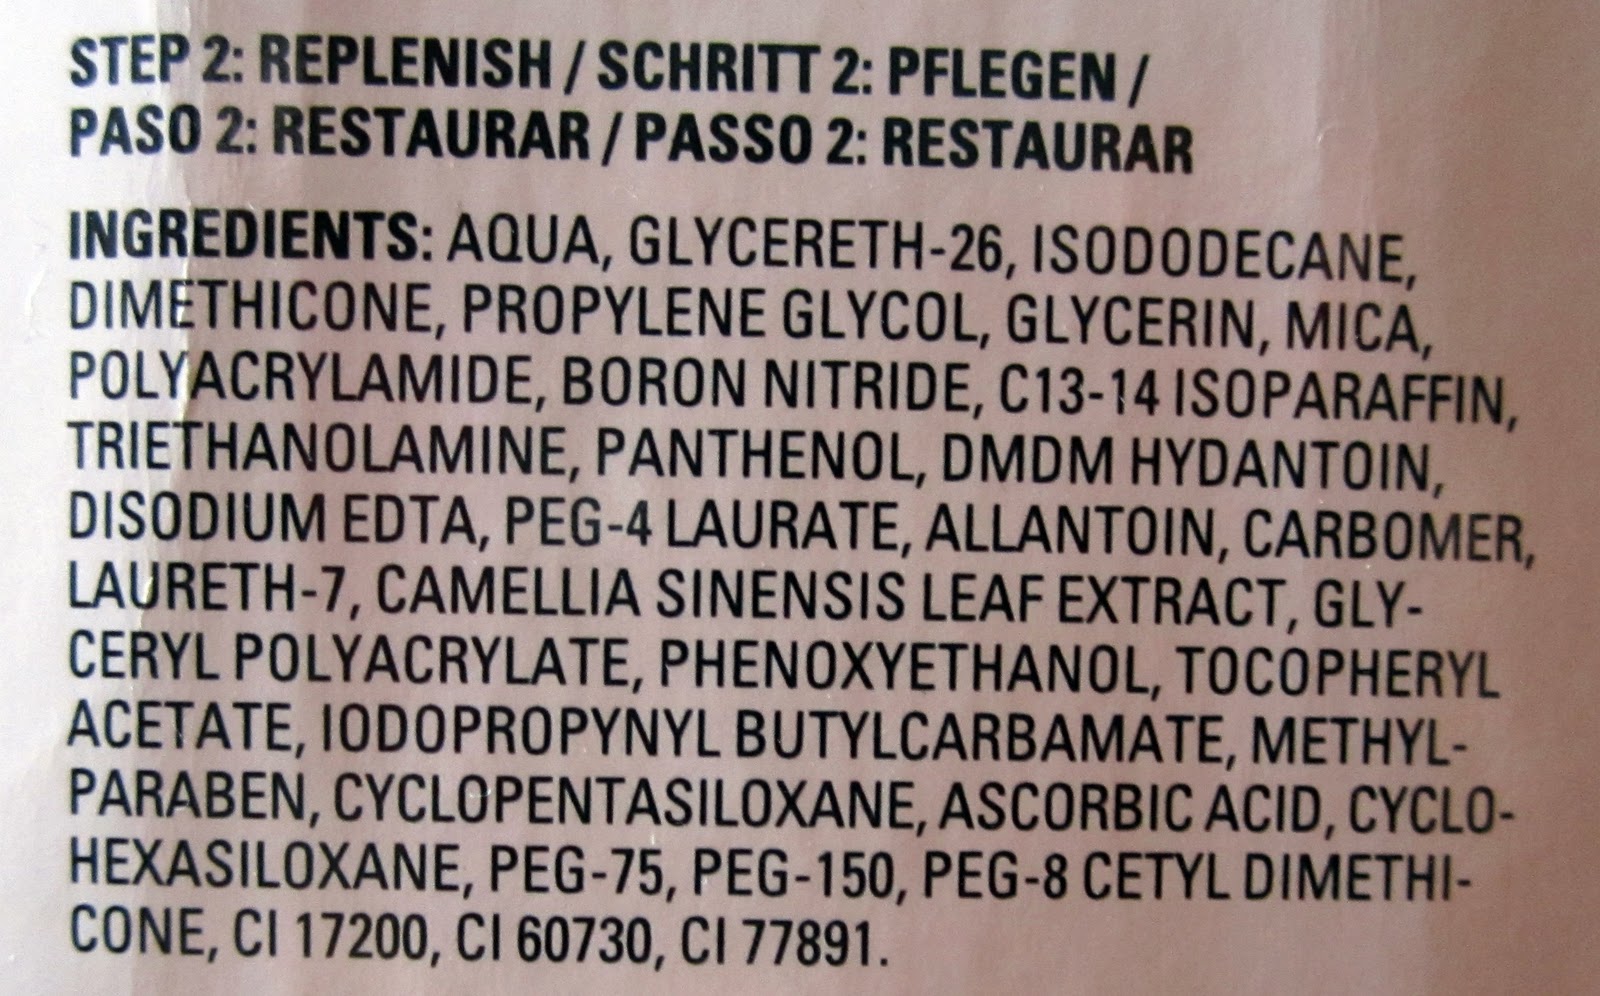 STEP 2: REPLENISH / SCHRITT 2: PFLEGEN /
PASO 2: RESTAURAR / PASSO 2: RESTAURAR
INGREDIENTS: AQUA, GLYCERETH-26, ISODODECANE,
DIMETHICONE, PROPYLENE GLYCOL, GLYCERIN, MICA,
POLYACRYLAMIDE, BORON NITRIDE, C13-14 ISOPARAFFIN,
TRIETHANOLAMINE, PANTHENOL, DMDM HYDANTOIN,
DISODIUM EDTA, PEG-4 LAURATE, ALLANTOIN, CARBOMER,
LAURETH-7, CAMELLIA SINENSIS LEAF EXTRACT, GLY-
CERYL POLYACRYLATE, PHENOXYETHANOL, TOCOPHERYL
ACETATE, IODOPROPYNYL BUTYLCARBAMATE, METHYL-
PARABEN, CYCLOPENTASILOXANE, ASCORBIC ACID, CYCLO-
HEXASILOXANE, PEG-75, PEG-150, PEG-8 CETYL DIMETHI-
CONE, CI 17200, CI 60730, CI 77891.